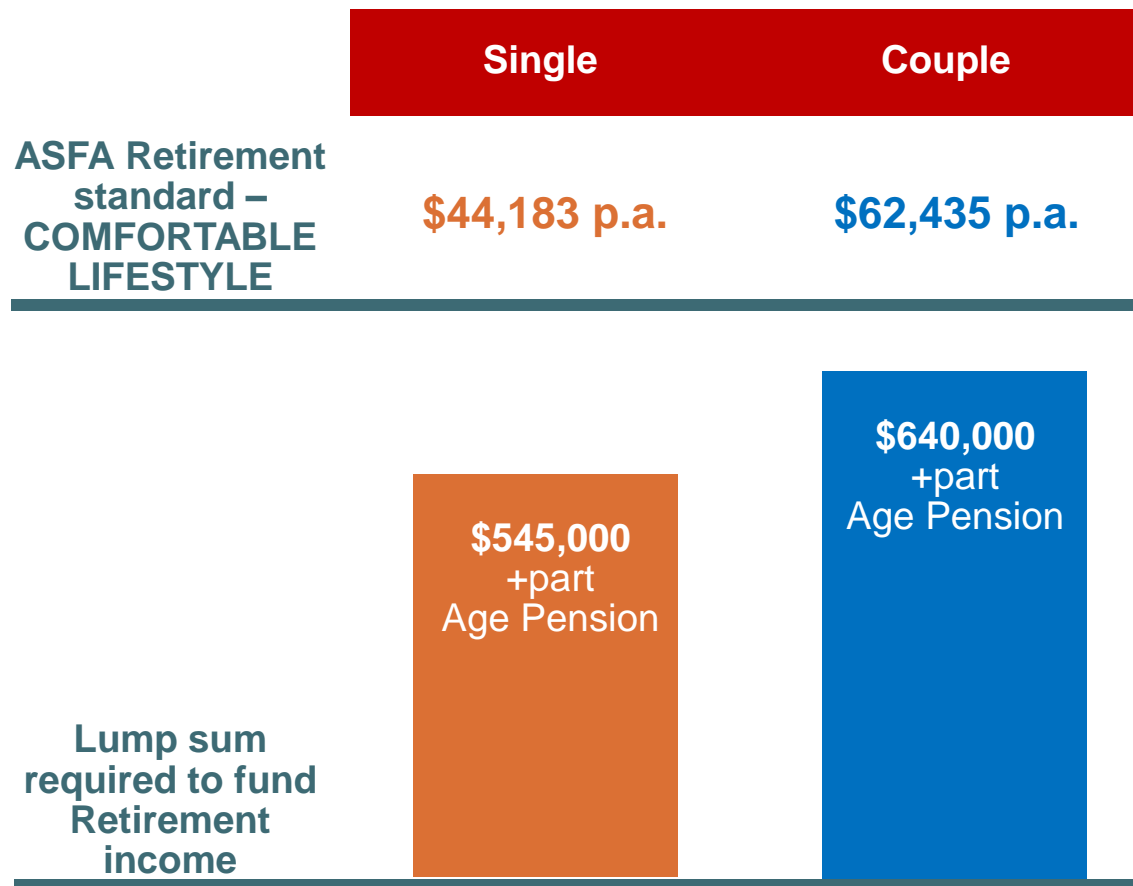 Single
Couple
ASFA Retirement
standard –
COMFORTABLE
LIFESTYLE
$44,183 p.a.
$62,435 p.a.
$640,000
+part
Age Pension
$545,000
+part
Age Pension
Lump sum
required to fund
Retirement
income